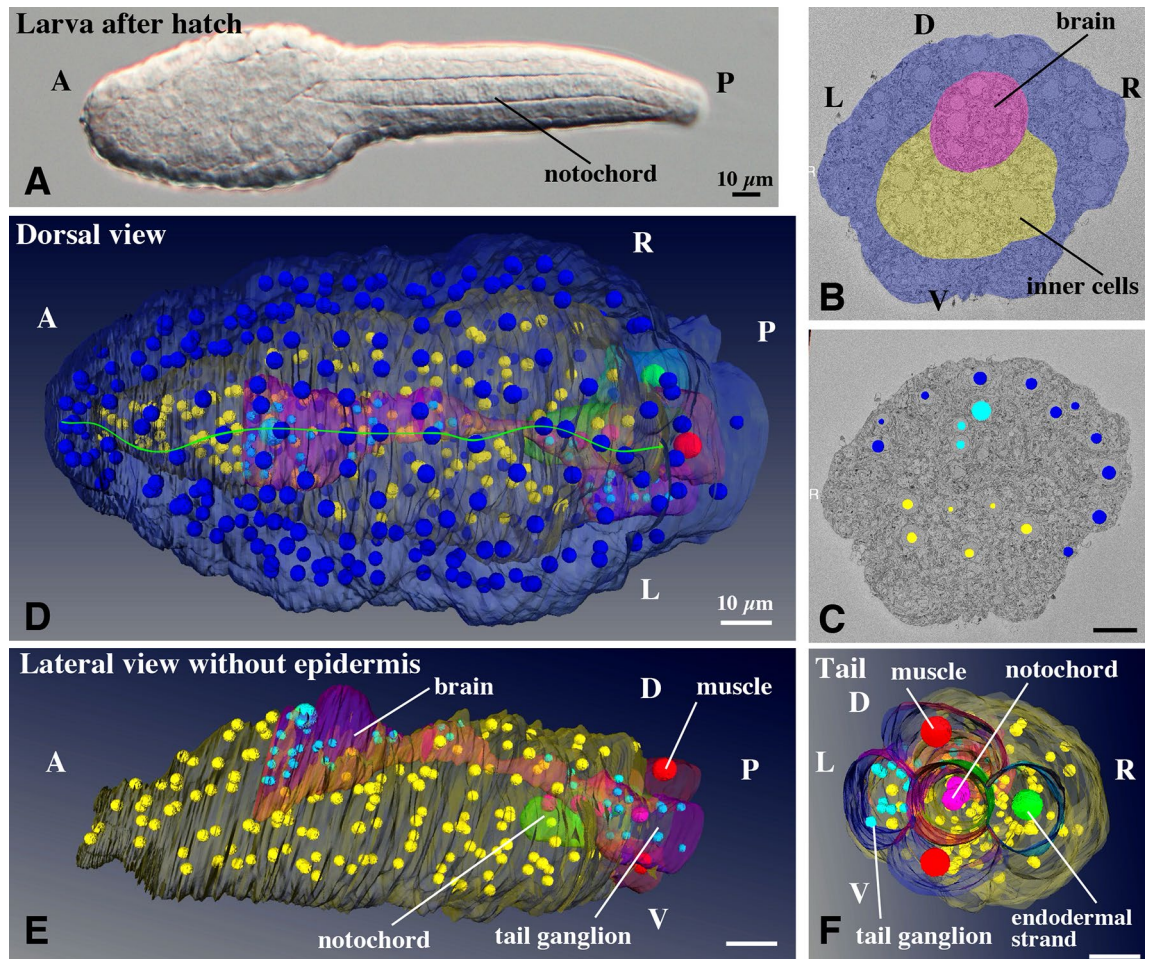 Larva after hatch
A
P
notochord
10 µm
A
D
brain
L
R
R
inner cells
V
B
Dorsal view
R
A
P
L
10 µm
D
R
C
Lateral view without epidermis
brain
D
muscle
A
P
notochord
tail ganglion
V
E
Tail
muscle
notochord
D
L
R
V
tail ganglion
endodermal
strand
F